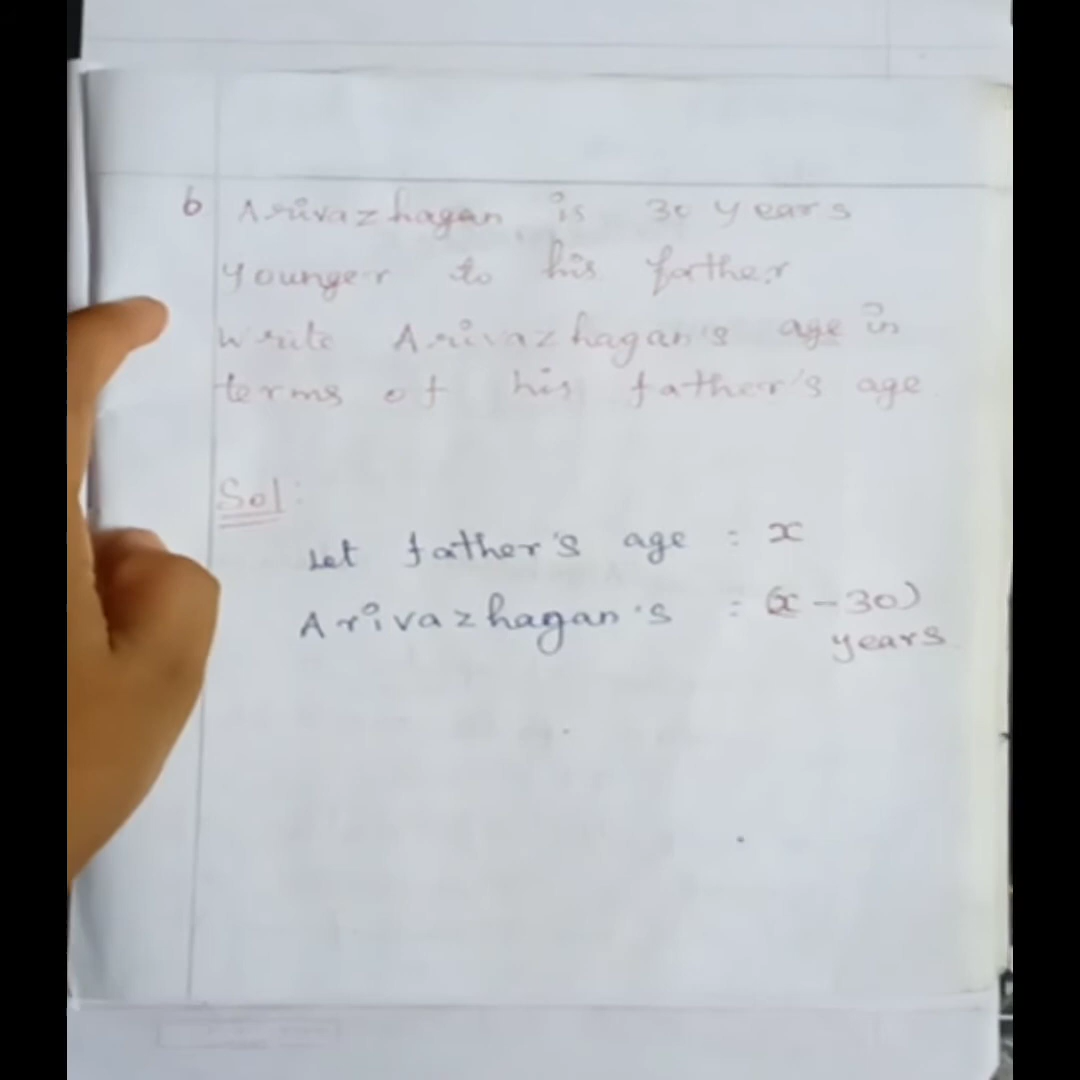 6 Arivazhagan is 30 years
younger to his father
Write Arivazhagan's age in
terms of his father's age
Sol:
Let father's age : x
Arivazhagan's : (x - 30)
years